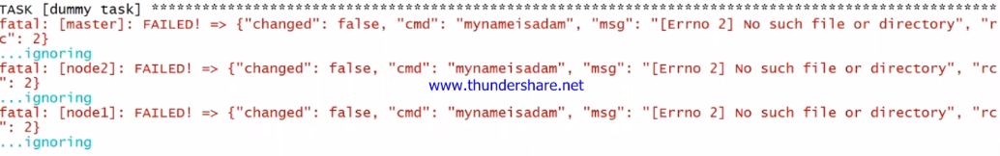 TASK [dummy task] ******************************************************************************************************
fatal: [master]: FAILED! => {"changed": false, "cmd": "mynameisadam", "msg": "[Errno 2] No such file or directory", "r
c": 2}
...ignoring
fatal: [node2]: FAILED! => {"changed": false, "cmd": "mynameisadam", "msg": "[Errno 2] No such file or directory", "rc
": 2}
www.thundershare.net
...ignoring
fatal: [node1]: FAILED! => {"changed": false, "cmd": "mynameisadam", "msg": "[Errno 2] No such file or directory", "rc
": 2}
...ignoring